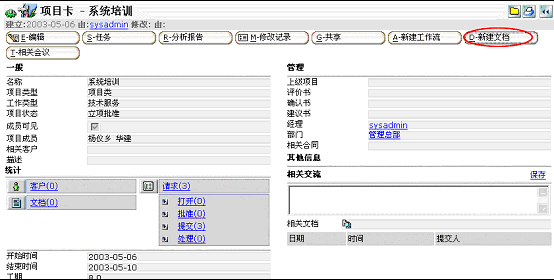 项目卡 - 系统培训
建立:2003-05-06 由:sysadmin 修改: 由:
E-编辑 S-任务 R-分析报告 M-修改记录 G-共享 A-新建工作流 D-新建文档
T-相关会议
一般
名称 系统培训
项目类型 项目类
工作类型 技术服务
项目状态 立项批准
成员可见
项目成员 杨仪乡 华建
相关客户
描述
统计
客户(0) 请求(3)
文档(0) 打开(0)
批准(0)
提交(3)
处理(0)
开始时间 2003-05-06
结束时间 2003-05-10
工期 8.0
管理
上级项目
评价书
确认书
建议书
经理 sysadmin
部门 管理总部
相关合同
其他信息
相关交流 保存
相关文档
日期 时间 提交人